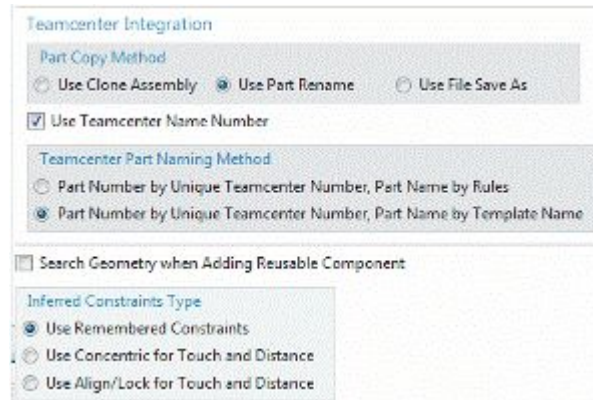 Teamcenter Integration
Part Copy Method
Use Clone Assembly Use Part Rename Use File Save As
Use Teamcenter Name Number
Teamcenter Part Naming Method
Part Number by Unique Teamcenter Number, Part Name by Rules
Part Number by Unique Teamcenter Number, Part Name by Template Name
Search Geometry when Adding Reusable Component
Inferred Constraints Type
Use Remembered Constraints
Use Concentric for Touch and Distance
Use Align/Lock for Touch and Distance